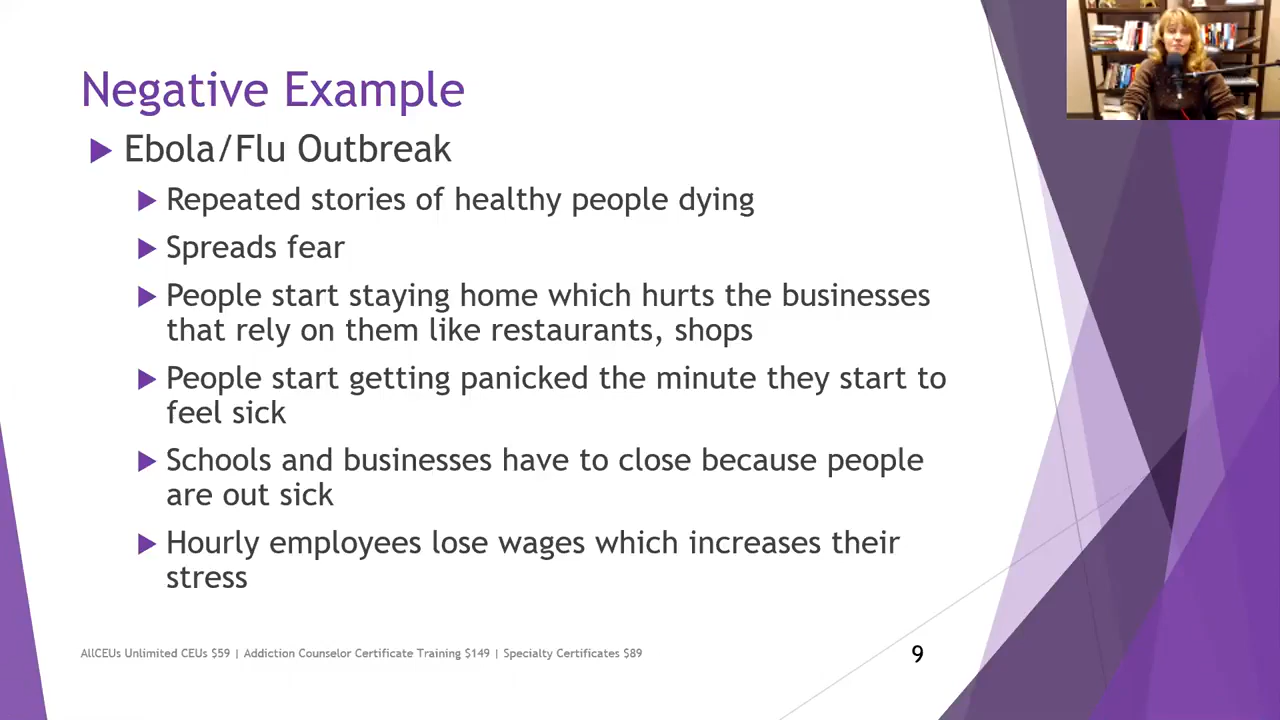 Negative Example
Ebola/Flu Outbreak
Repeated stories of healthy people dying
Spreads fear
People start staying home which hurts the businesses
that rely on them like restaurants, shops
People start getting panicked the minute they start to
feel sick
Schools and businesses have to close because people
are out sick
Hourly employees lose wages which increases their
stress
AllCEUs Unlimited CEUs $59 | Addiction Counselor Certificate Training $149 | Specialty Certificates $89
9